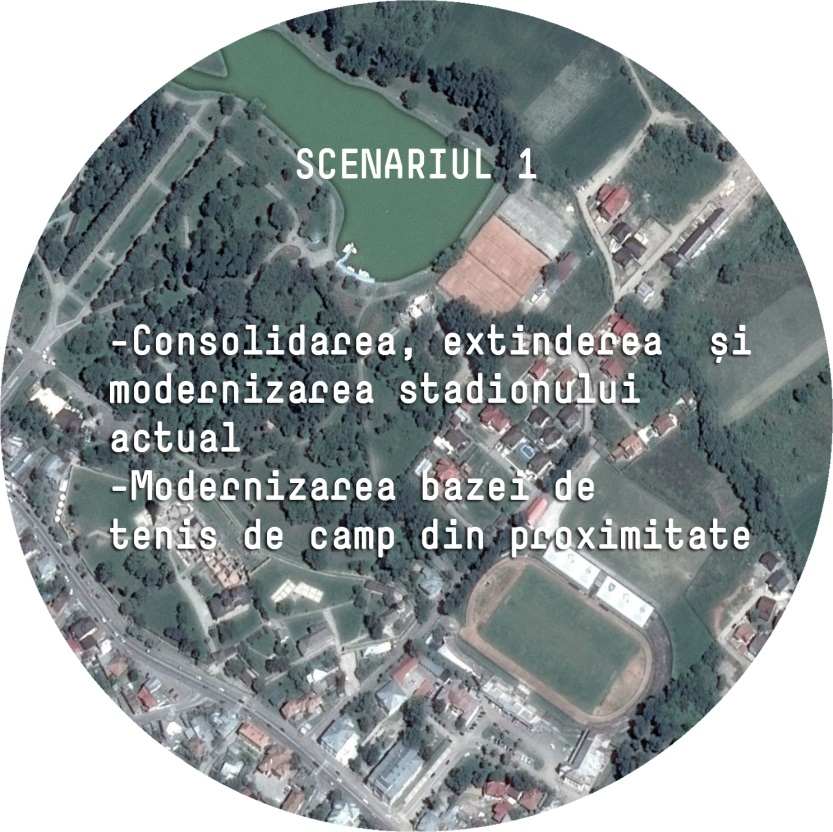 SCENARIUL 1
-Consolidarea, extinderea și
modernizarea stadionului
actual
-Modernizarea bazei de
tenis de camp din proximitate